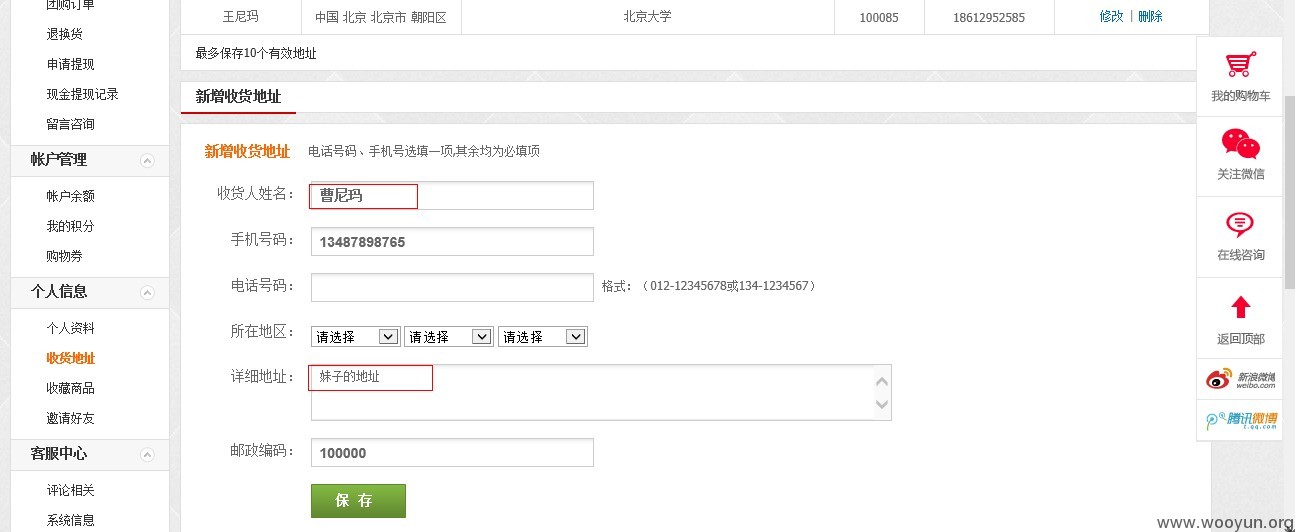 团购订单
退换货
申请提现
现金提现记录
留言咨询
帐户管理
帐户余额
我的积分
购物券
个人信息
个人资料
收货地址
收藏商品
邀请好友
客服中心
评论相关
系统信息
王尼玛 中国 北京 北京市 朝阳区 北京大学 100085 18612952585 修改 | 删除
最多保存10个有效地址
新增收货地址
新增收货地址 电话号码、手机号选填一项,其余均为必填项
收货人姓名： 曹尼玛
手机号码： 13487898765
电话号码： 格式：（012-12345678或134-1234567）
所在地区： 请选择 请选择 请选择
详细地址： 妹子的地址
邮政编码： 100000
保 存
我的购物车
关注微信
在线咨询
返回顶部
新浪微博
weibo.com
腾讯微博
t.qq.com
www.wooyun.org